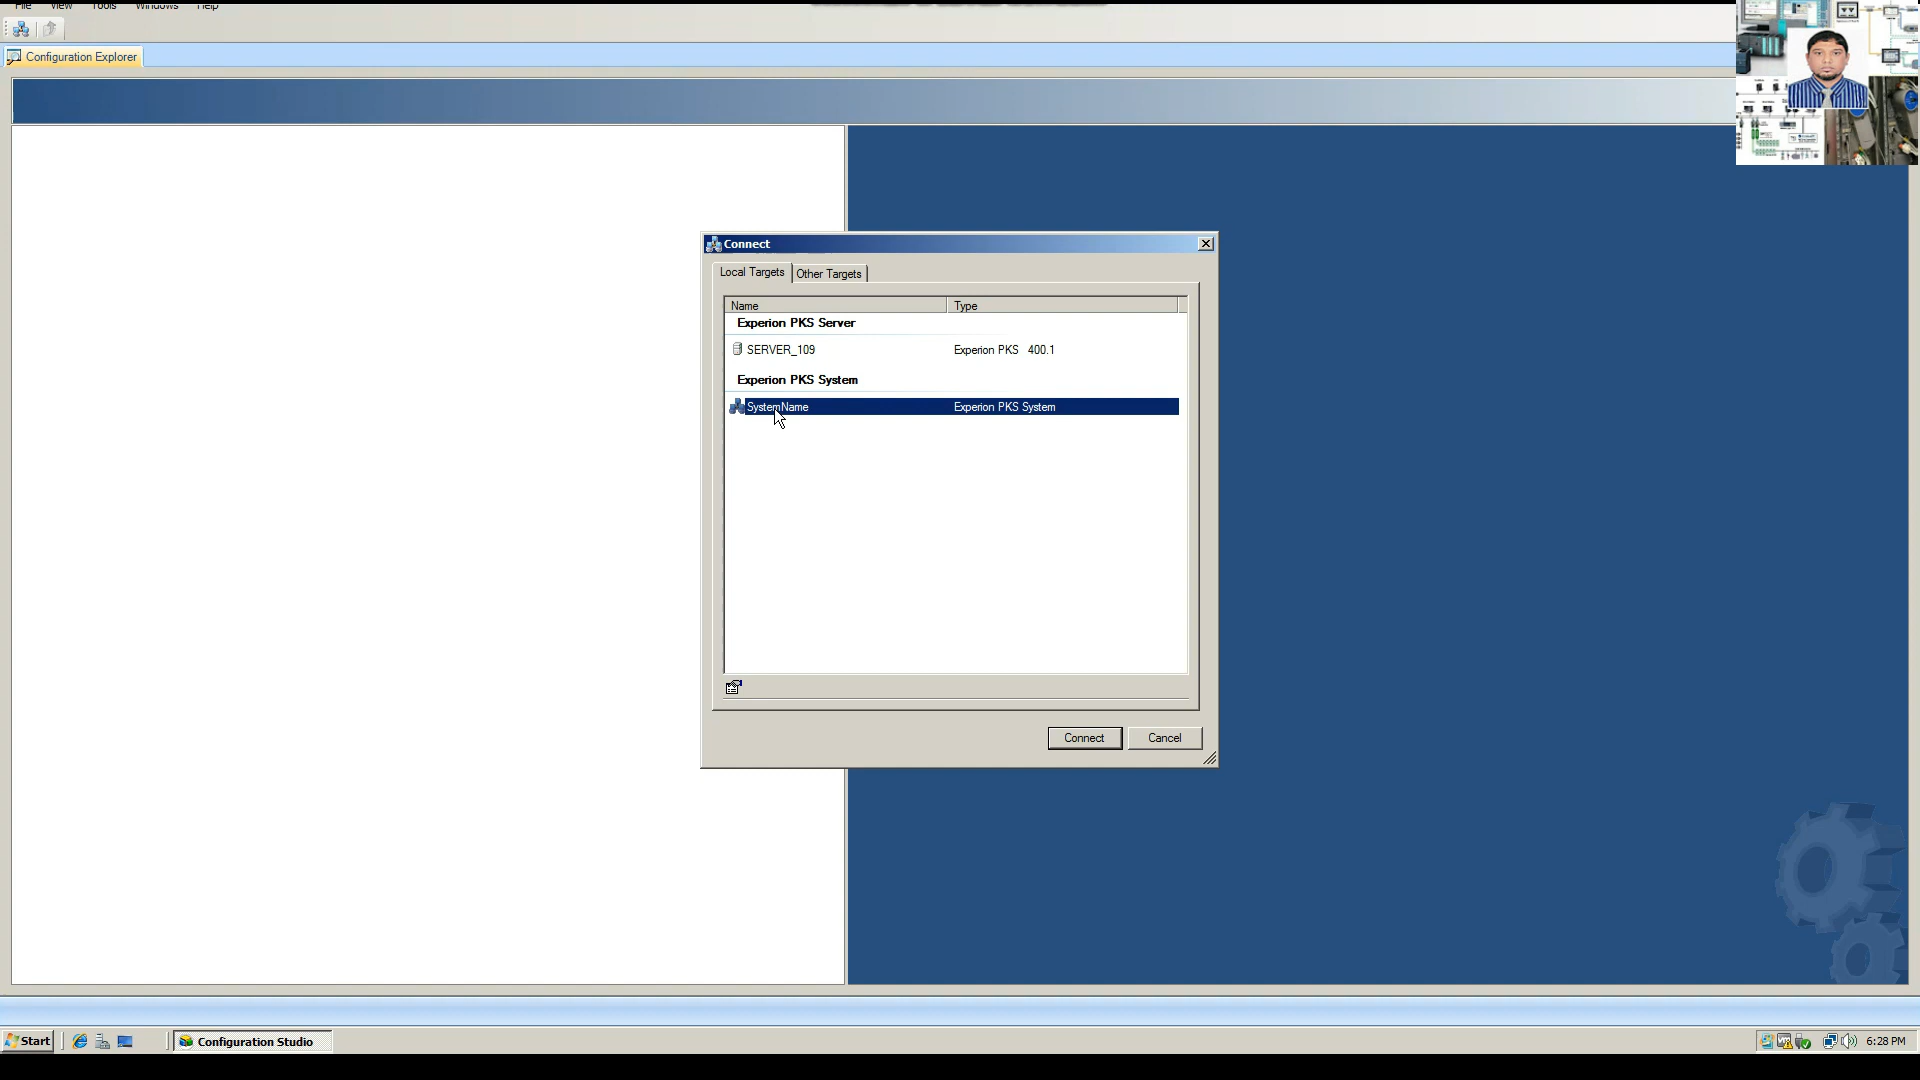 File View Tools Windows Help
Configuration Explorer
Connect
Local Targets Other Targets
Name Type
Experion PKS Server
SERVER_109 Experion PKS 400.1
Experion PKS System
SystemName Experion PKS System
Connect Cancel
Start Configuration Studio 6:28 PM